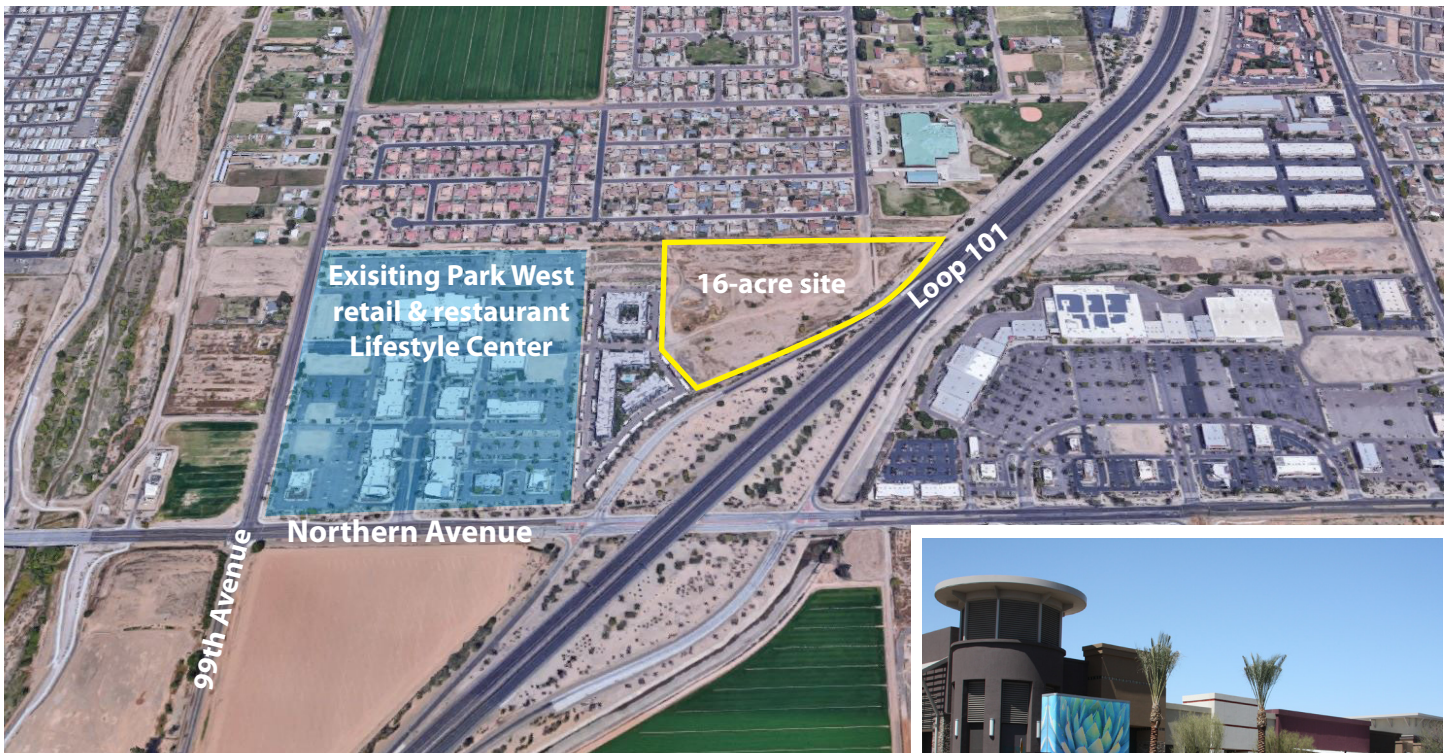 Exisiting Park West
retail & restaurant
Lifestyle Center
16-acre site
Loop 101
Northern Avenue
99th Avenue